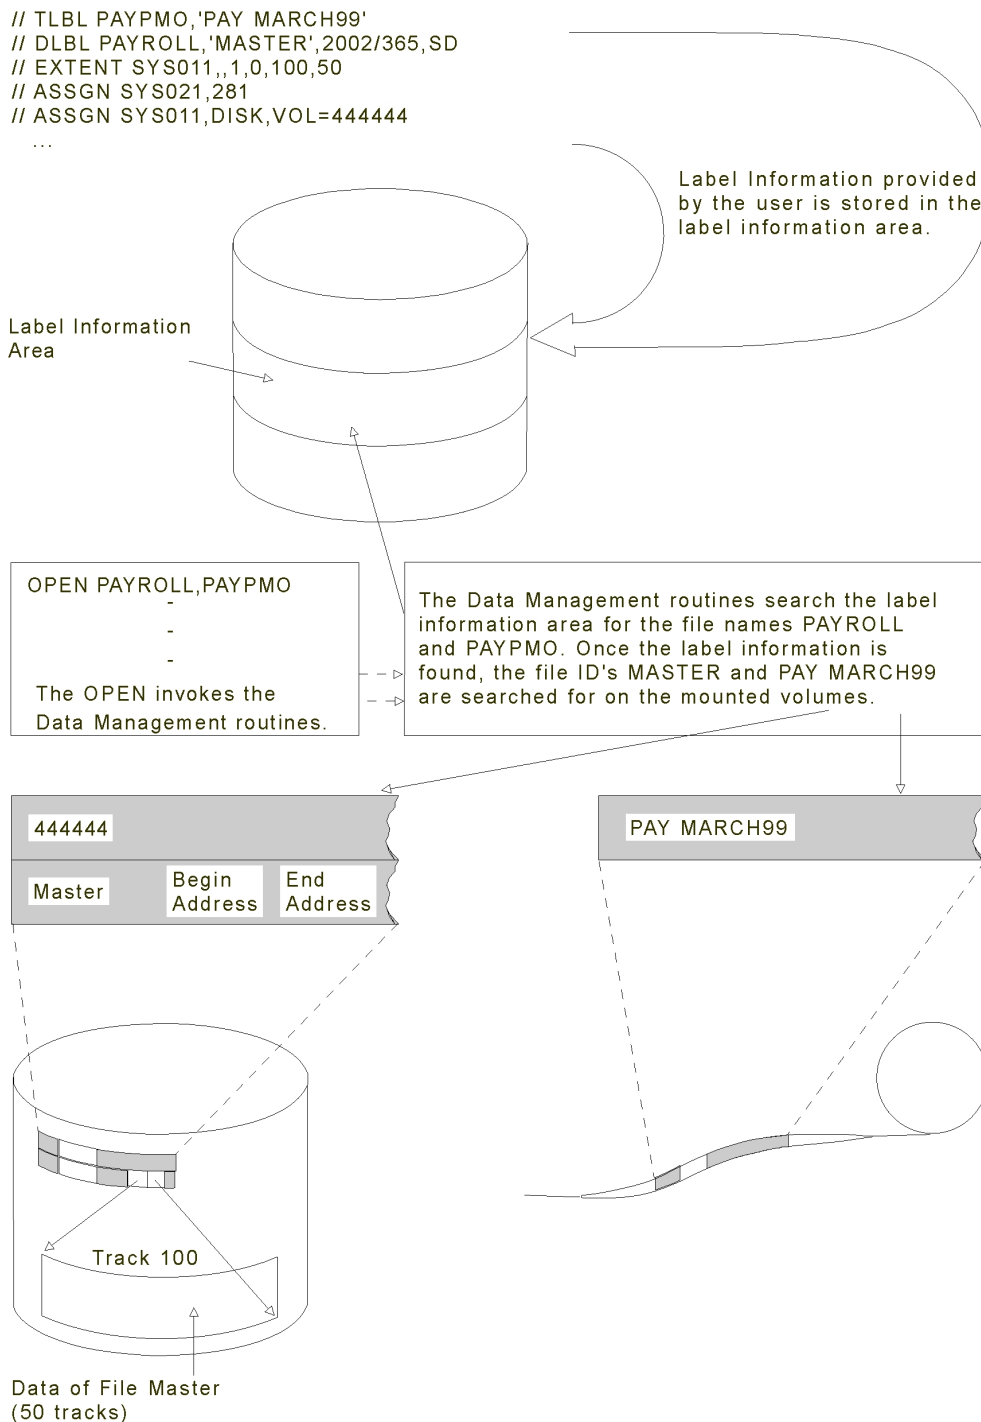 // TLBL PAYPMO,'PAY MARCH99'
// DLBL PAYROLL,'MASTER',2002/365,SD
// EXTENT SYS011,,1,0,100,50
// ASSGN SYS021,281
// ASSGN SYS011,DISK,VOL=444444
...
Label Information provided
by the user is stored in the
label information area.
Label Information
Area
OPEN PAYROLL,PAYPMO
-
-
-
The OPEN invokes the
Data Management routines.
The Data Management routines search the label
information area for the file names PAYROLL
and PAYPMO. Once the label information is
found, the file ID's MASTER and PAY MARCH99
are searched for on the mounted volumes.
444444
Master
Begin
Address
End
Address
PAY MARCH99
Track 100
Data of File Master
(50 tracks)